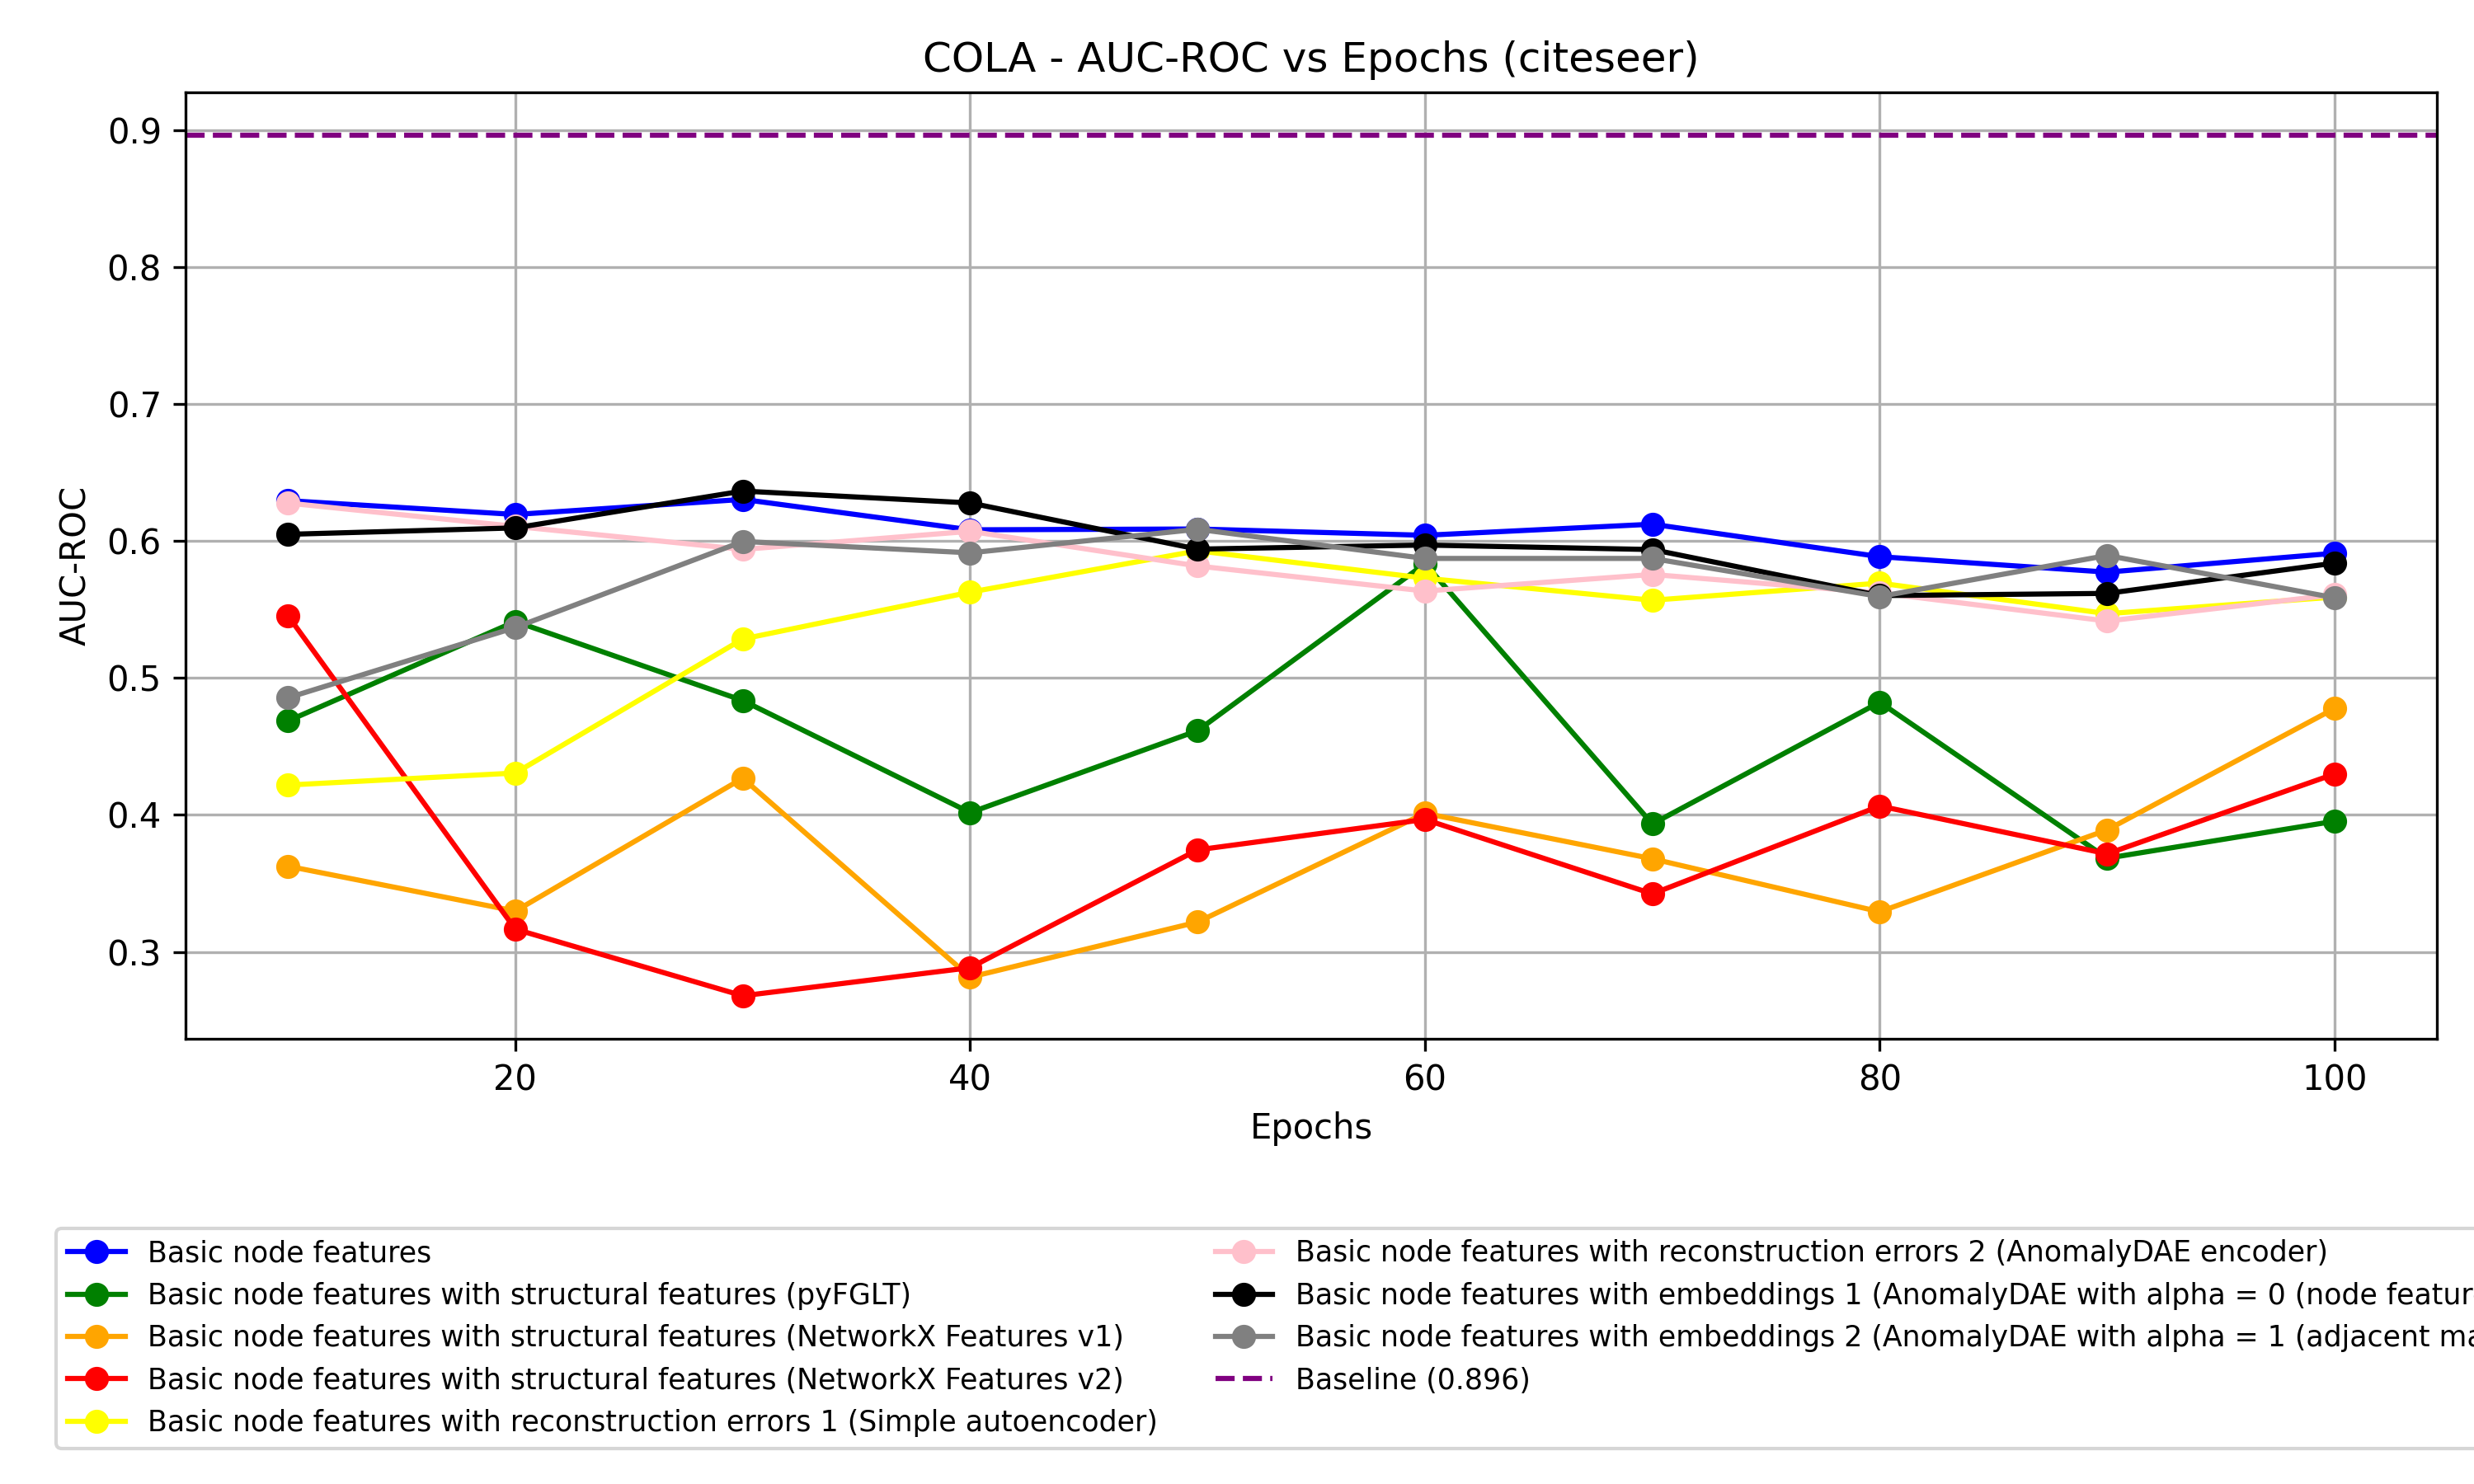 COLA - AUC-ROC vs Epochs (citeseer)
AUC-ROC
0.9
0.8
0.7
0.6
0.5
0.4
0.3
20 40 60 80 100
Epochs
Basic node features
Basic node features with structural features (pyFGLT)
Basic node features with structural features (NetworkX Features v1)
Basic node features with structural features (NetworkX Features v2)
Basic node features with reconstruction errors 1 (Simple autoencoder)
Basic node features with reconstruction errors 2 (AnomalyDAE encoder)
Basic node features with embeddings 1 (AnomalyDAE with alpha = 0 (node
Basic node features with embeddings 2 (AnomalyDAE with alpha = 1 (adjacent
Baseline (0.896)